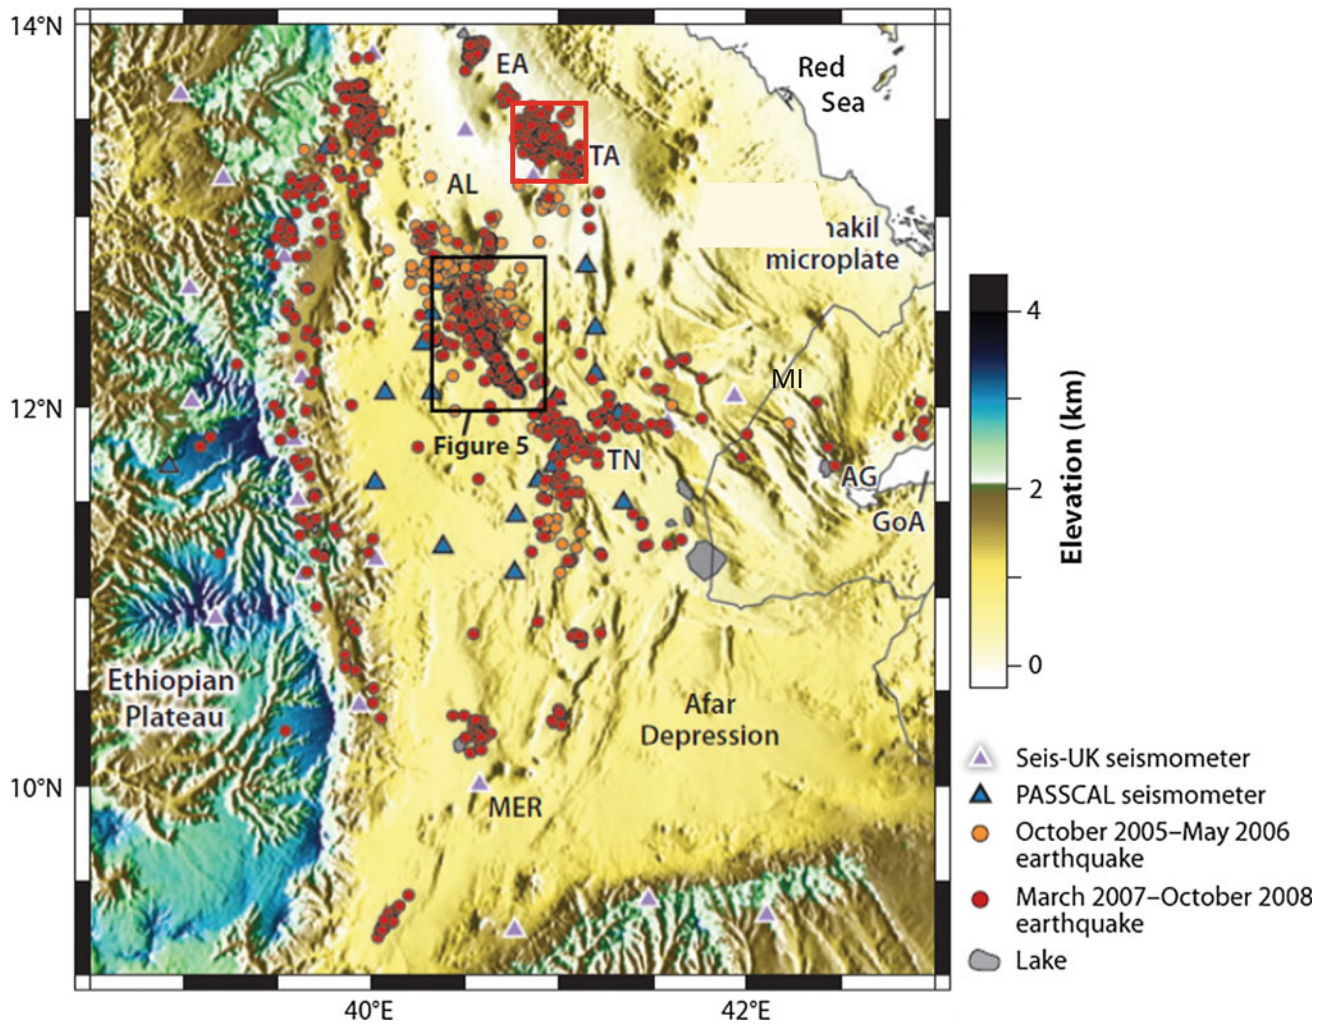 14°N
EA
Red
Sea
TA
AL
nakil
microplate
4
MI
12°N
Figure 5
TN
AG
GoA
2
Elevation (km)
0
Ethiopian
Plateau
Afar
Depression
10°N
MER
Seis-UK seismometer
PASSCAL seismometer
October 2005–May 2006
earthquake
March 2007–October 2008
earthquake
Lake
40°E
42°E